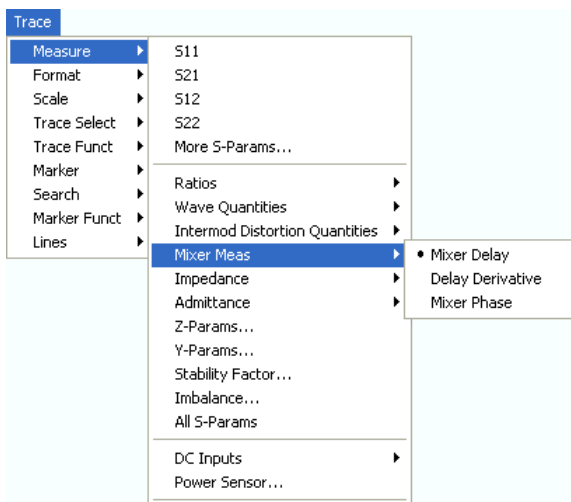 Trace
Measure
Format
Scale
Trace Select
Trace Funct
Marker
Search
Marker Funct
Lines
S11
S21
S12
S22
More S-Params...
Ratios
Wave Quantities
Intermod Distortion Quantities
Mixer Meas
Impedance
Admittance
Z-Params...
Y-Params...
Stability Factor...
Imbalance...
All S-Params
DC Inputs
Power Sensor...
Mixer Delay
Delay Derivative
Mixer Phase